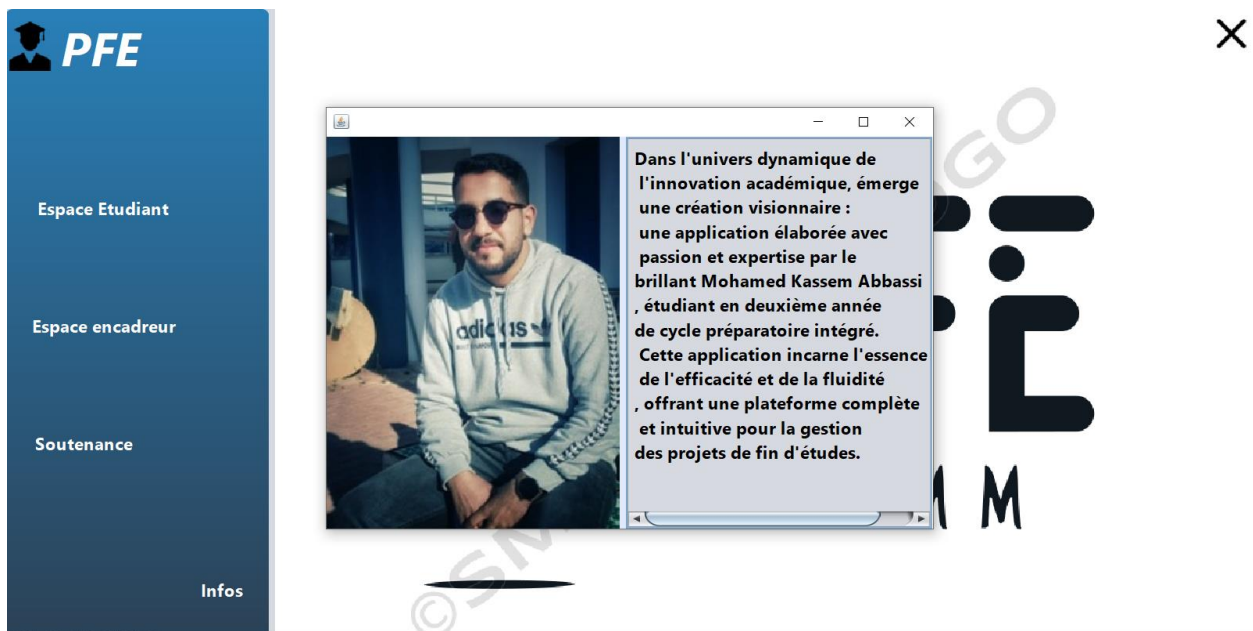 PFE
Espace Etudiant
Espace encadreur
Soutenance
Infos
adidas
Dans l'univers dynamique de
l'innovation académique, émerge
une création visionnaire :
une application élaborée avec
passion et expertise par le
brillant Mohamed Kassem Abbassi
, étudiant en deuxième année
de cycle préparatoire intégré.
Cette application incarne l'essence
de l'efficacité et de la fluidité
, offrant une plateforme complète
et intuitive pour la gestion
des projets de fin d'études.